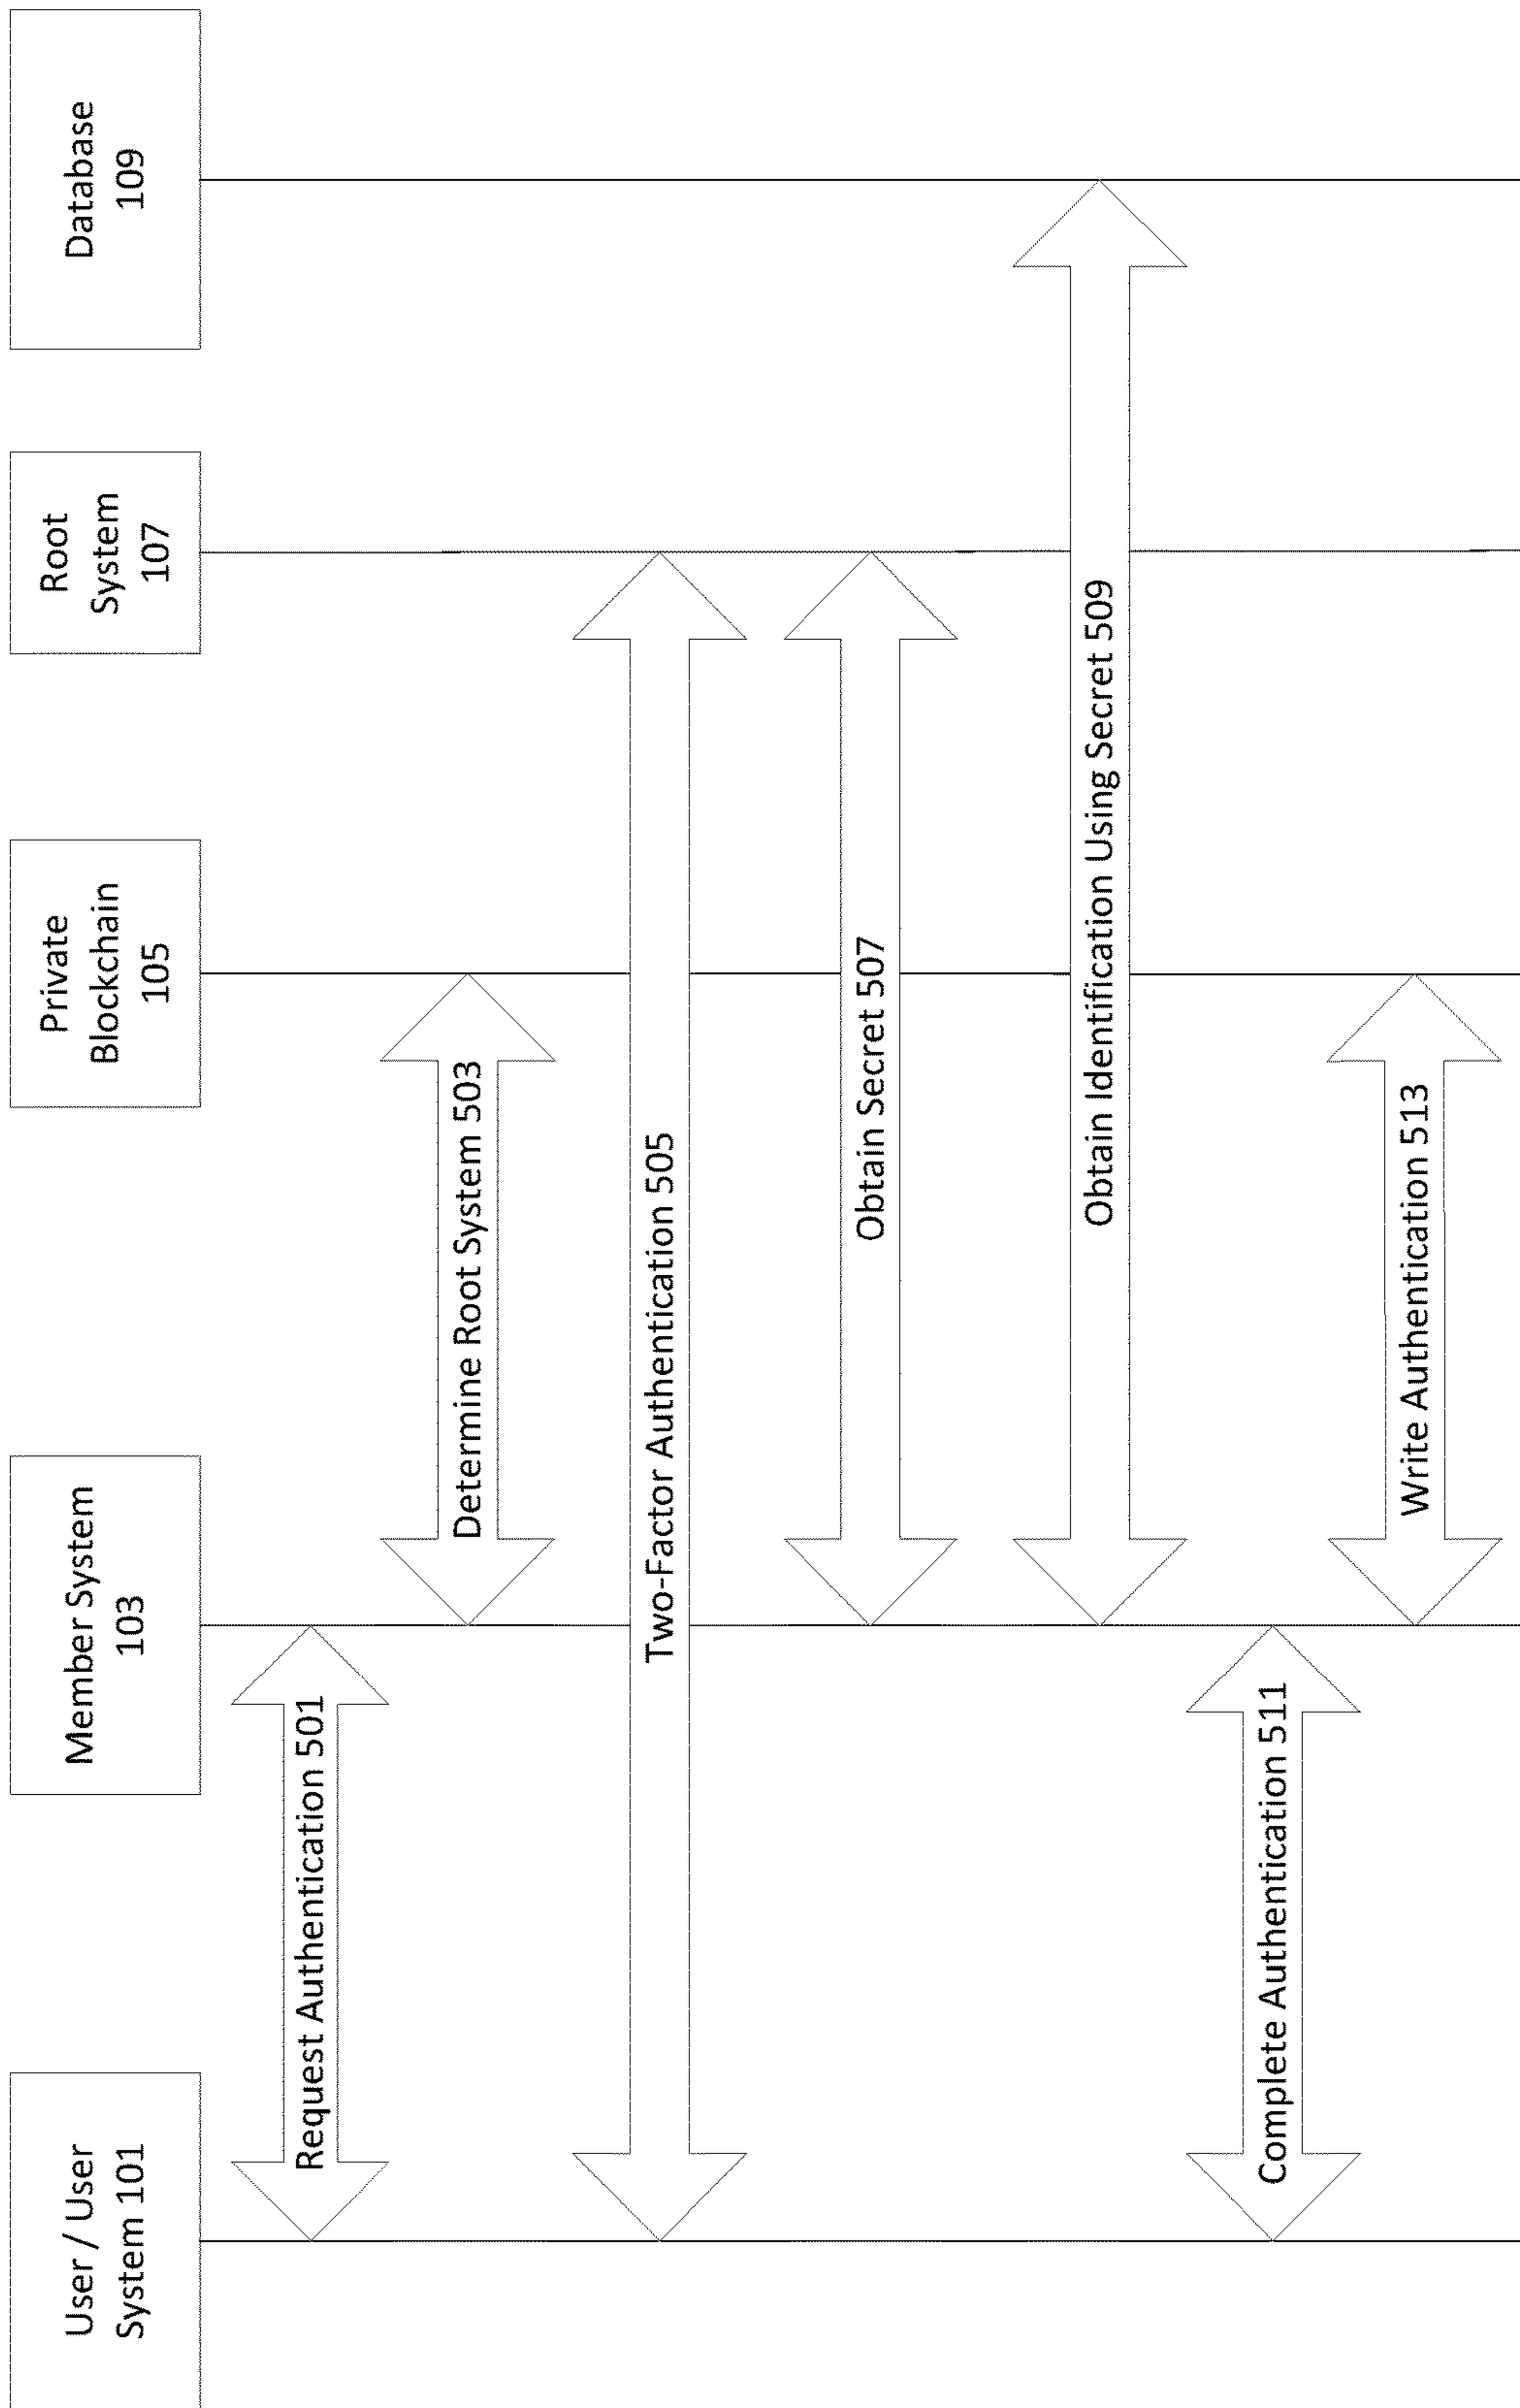 User / User
System 101
Member System
103
Private
Blockchain
105
Root
System
107
Database
109
Request Authentication 501
Determine Root System 503
Two-Factor Authentication 505
Obtain Secret 507
Obtain Identification Using Secret 509
Complete Authentication 511
Write Authentication 513